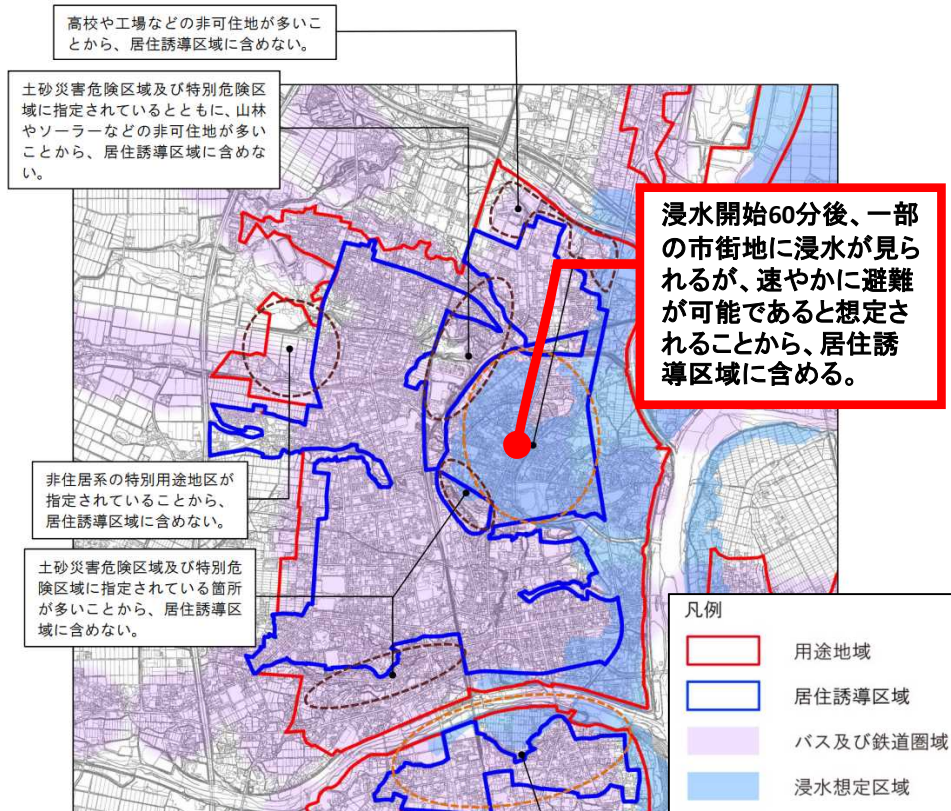 高校や工場などの非可住地が多いこ
とから、居住誘導区域に含めない。
土砂災害危険区域及び特別危険区
域に指定されているとともに、山林
やソーラーなどの非可住地が多い
ことから、居住誘導区域に含めな
い。
浸水開始60分後、一部
の市街地に浸水が見ら
れるが、速やかに避難
が可能であると想定さ
れることから、居住誘
導区域に含める。
非住居系の特別用途地区が
指定されていることから、
居住誘導区域に含めない。
土砂災害危険区域及び特別危
険区域に指定されている箇所
が多いことから、居住誘導区
域に含めない。
凡例
用途地域
居住誘導区域
バス及び鉄道圏域
浸水想定区域